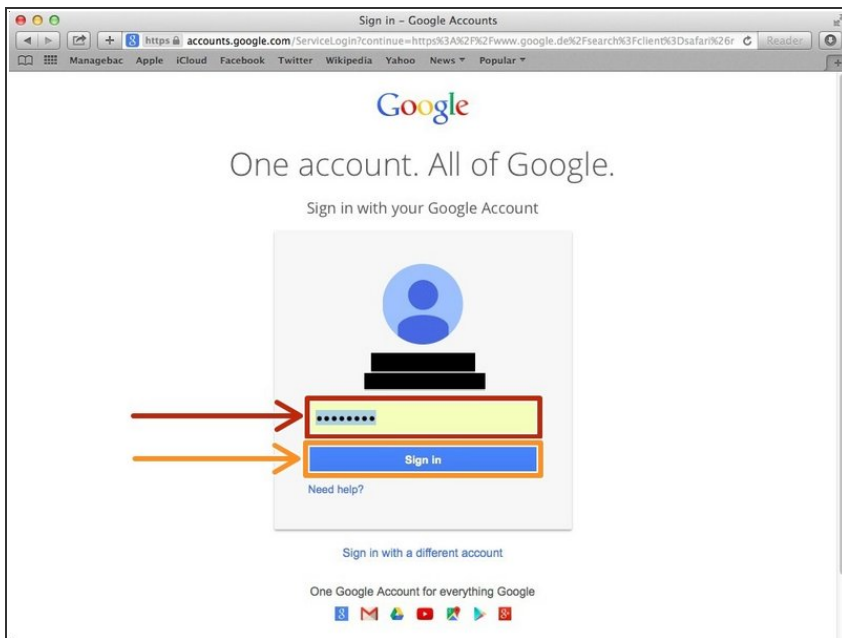 Sign in – Google Accounts
https accounts.google.com/ServiceLogin?continue=https%3A%2F%2Fwww.google.de%2Fsearch%3Fclient%3Dsafari%26r
Reader
Managebac Apple iCloud Facebook Twitter Wikipedia Yahoo News Popular
Google
One account. All of Google.
Sign in with your Google Account
Sign in
Need help?
Sign in with a different account
One Google Account for everything Google